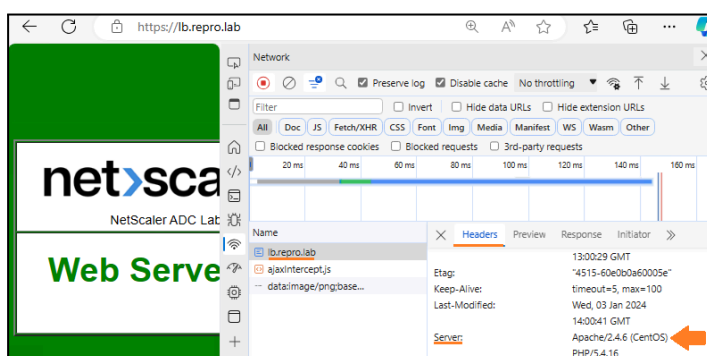 https://lb.repro.lab
Network
Preserve log Disable cache No throttling
Filter Invert Hide data URLs Hide extension URLs
All Doc JS Fetch/XHR CSS Font Img Media Manifest WS Wasm Other
Blocked response cookies Blocked requests 3rd-party requests
20 ms 40 ms 60 ms 80 ms 100 ms 120 ms 140 ms 160 ms
net>sca
NetScaler ADC Lab
Web Serve
Name
lb.repro.lab
ajaxIntercept.js
data:image/png;base...
Headers Preview Response Initiator
13:00:29 GMT
Etag: "4515-60e0b0a60005e"
Keep-Alive: timeout=5, max=100
Last-Modified: Wed, 03 Jan 2024
14:00:41 GMT
Server: Apache/2.4.6 (CentOS)
PHP/5.4.16